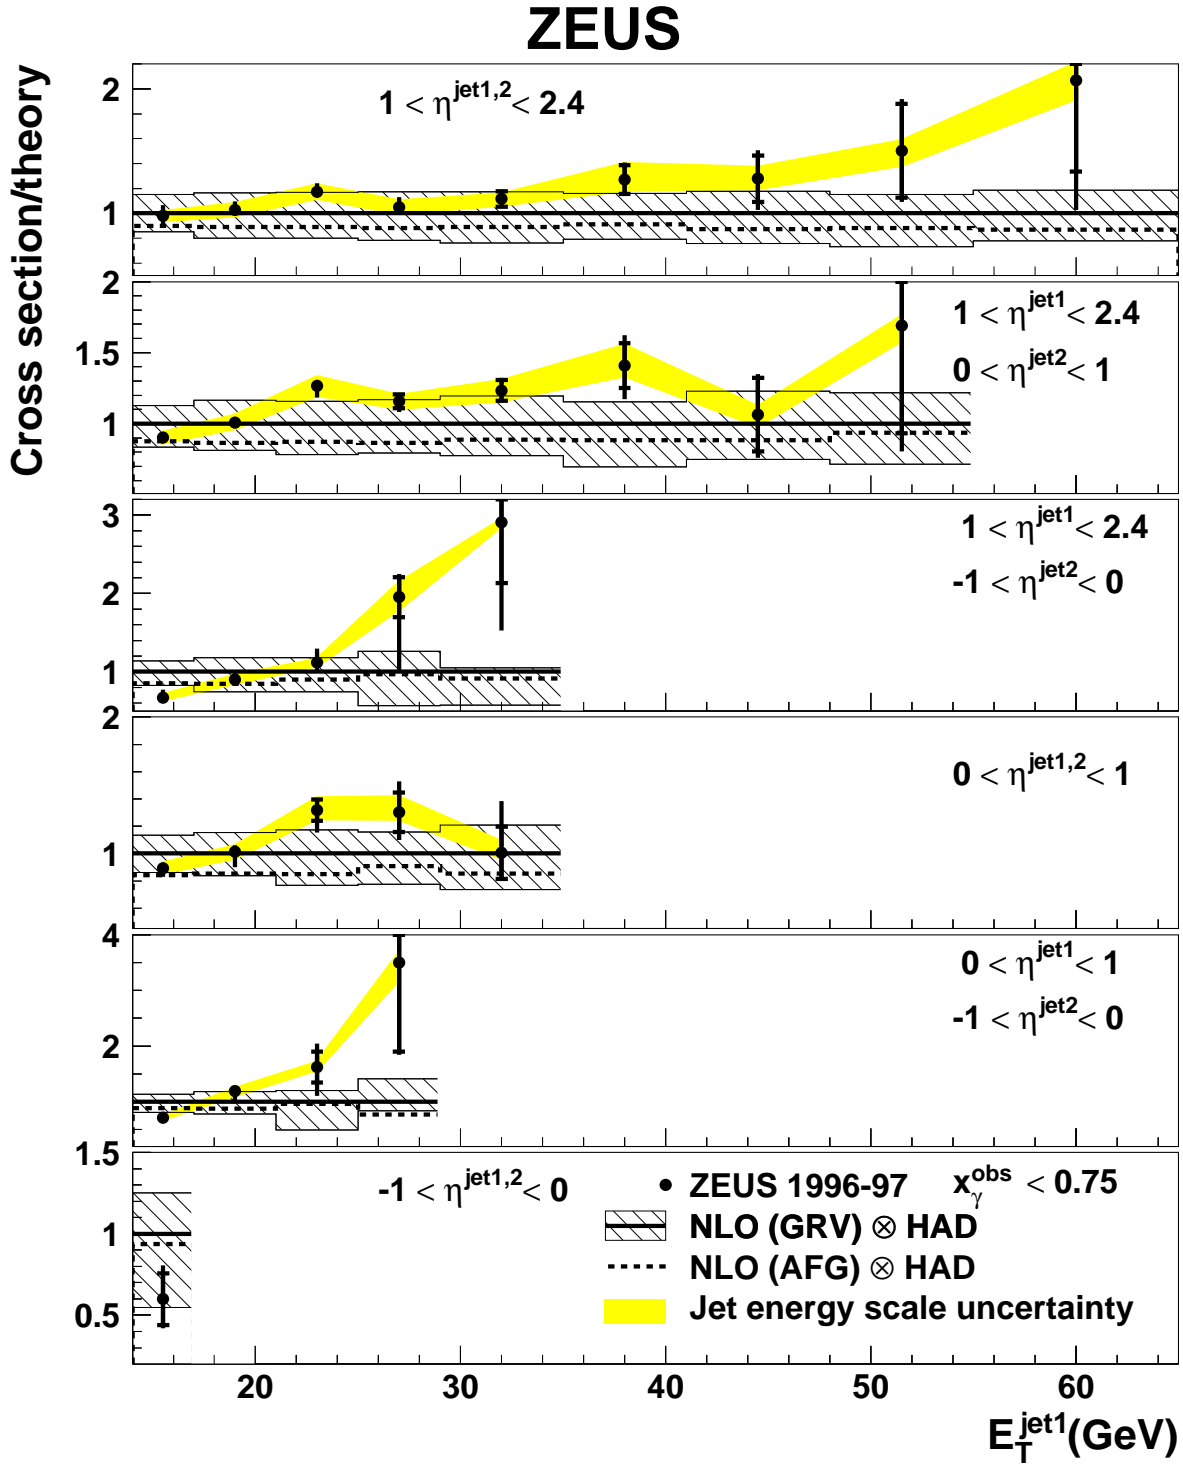 ZEUS
Cross section/theory
2
1
1 < η^jet1,2 < 2.4
2
1.5
1
1 < η^jet1 < 2.4
0 < η^jet2 < 1
3
2
1
1 < η^jet1 < 2.4
-1 < η^jet2 < 0
2
1
0 < η^jet1,2 < 1
4
2
0 < η^jet1 < 1
-1 < η^jet2 < 0
1.5
1
0.5
-1 < η^jet1,2 < 0
ZEUS 1996-97 x_γ^obs < 0.75
NLO (GRV) ⊗ HAD
NLO (AFG) ⊗ HAD
Jet energy scale uncertainty
20 30 40 50 60
E_T^jet1(GeV)